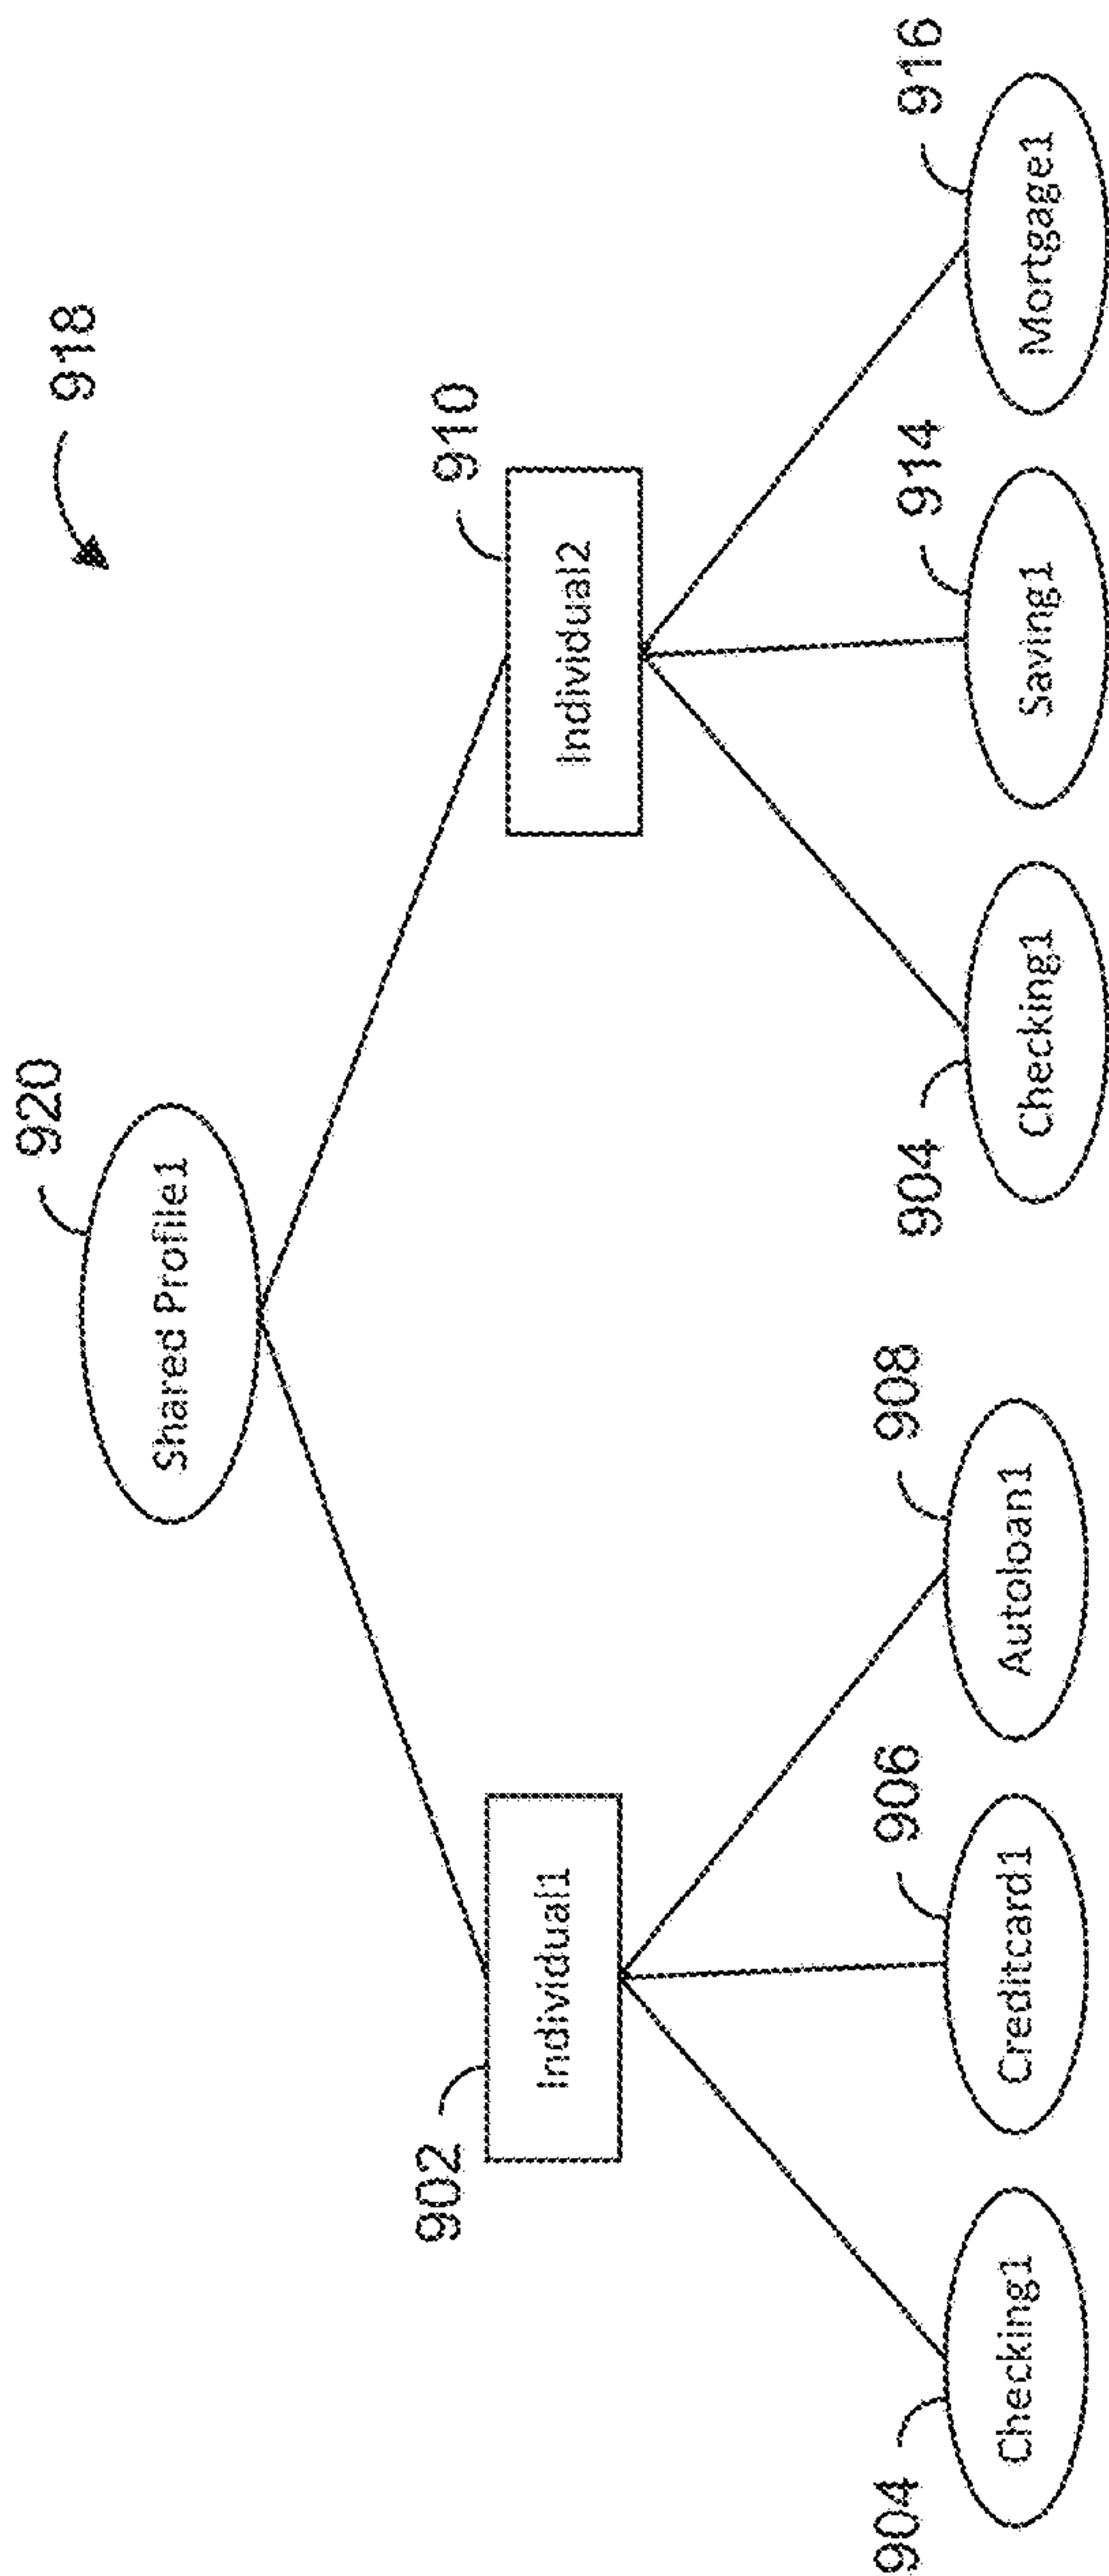 918
920
Shared Profile1
902
Individual1
910
Individual2
904
Checking1
906
Creditcard1
908
Autoloan1
904
Checking1
914
Saving1
916
Mortgage1